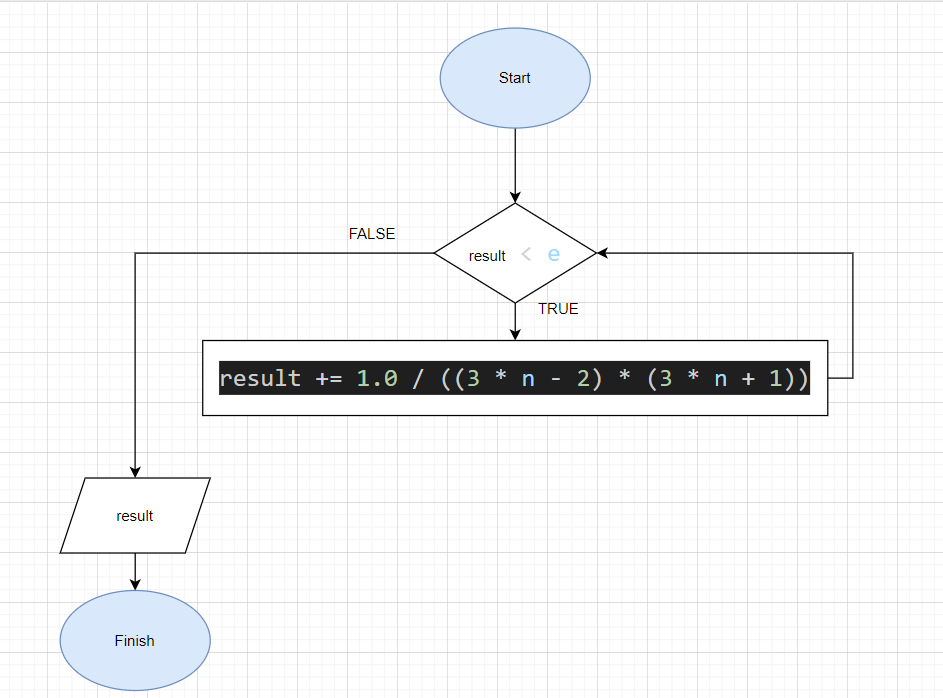 Start
FALSE
result < e
TRUE
result += 1.0 / ((3 * n - 2) * (3 * n + 1))
result
Finish